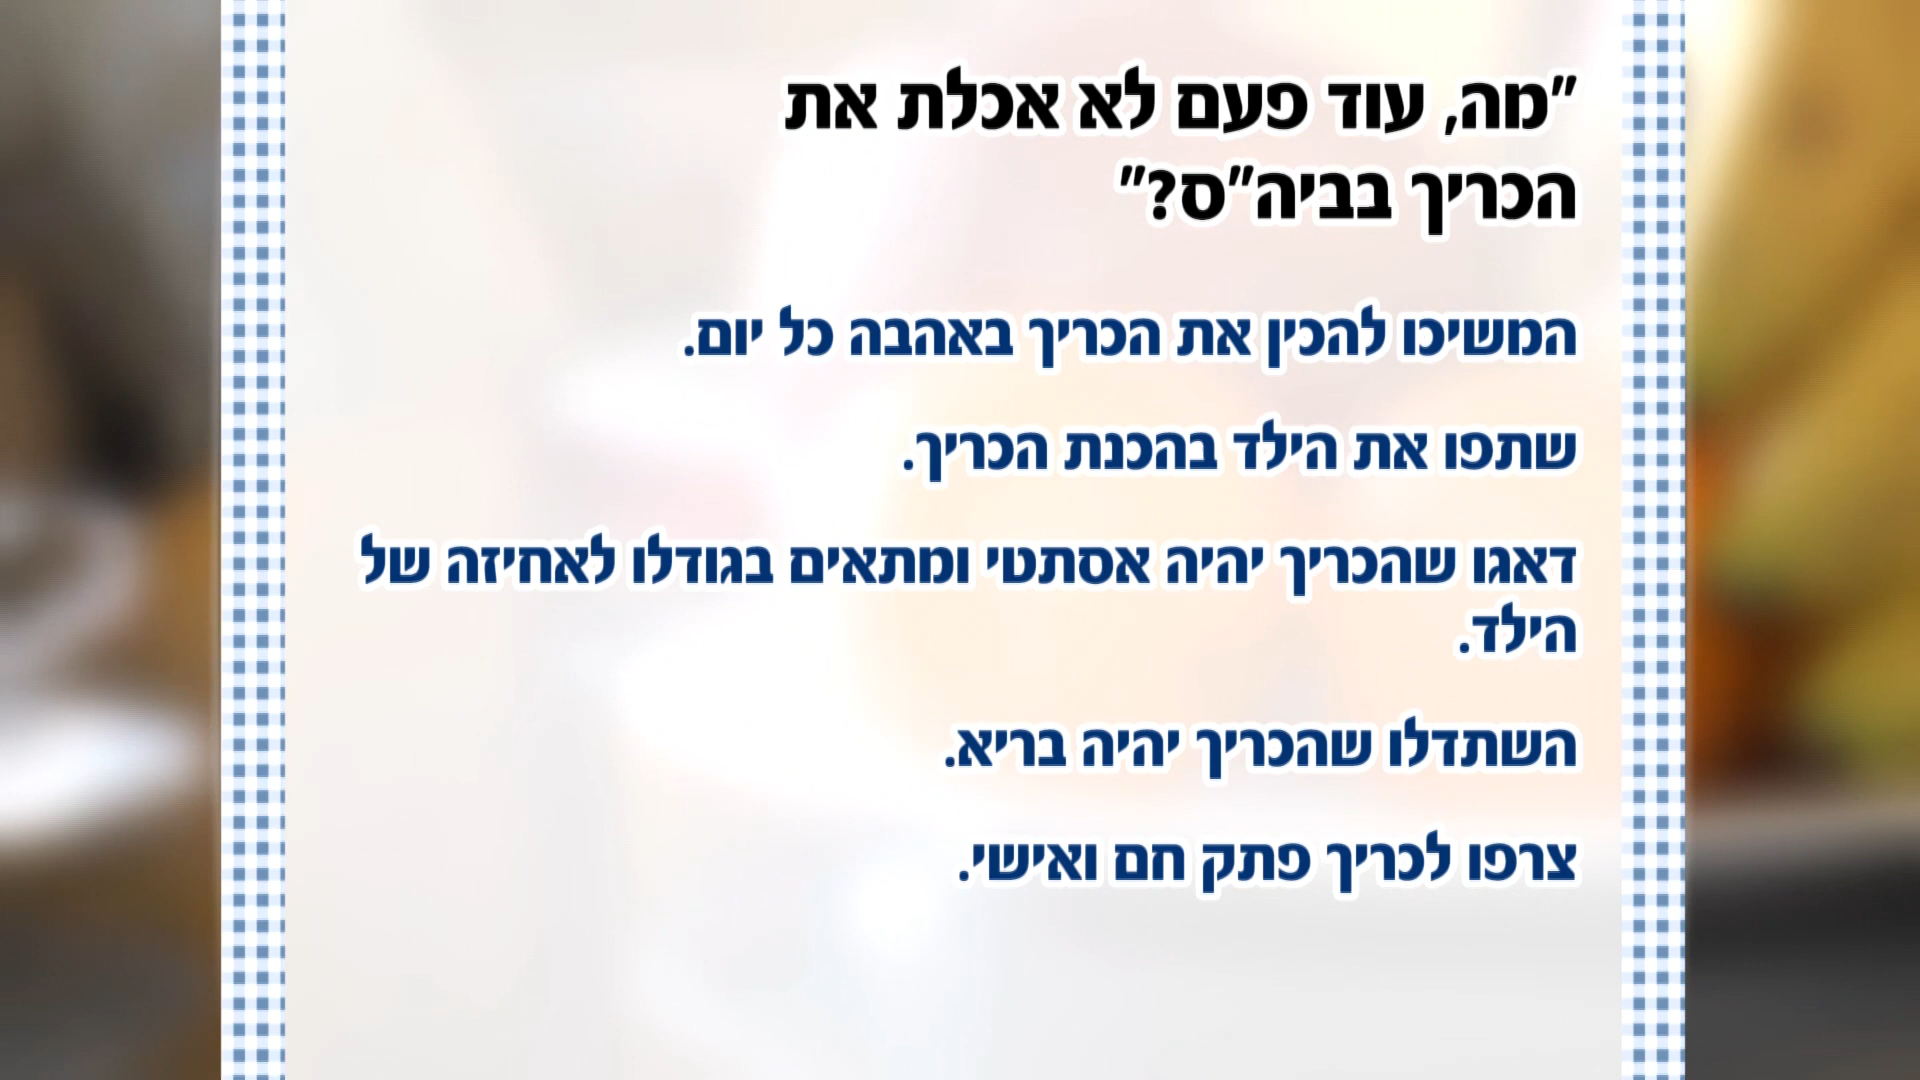 "מה, עוד פעם לא אכלת את
הכריך בביה"ס?"
המשיכו להכין את הכריך באהבה כל יום.
שתפו את הילד בהכנת הכריך.
דאגו שהכריך יהיה אסתטי ומתאים בגודלו לאחיזה של
הילד.
השתדלו שהכריך יהיה בריא.
צרפו לכריך פתק חם ואישי.